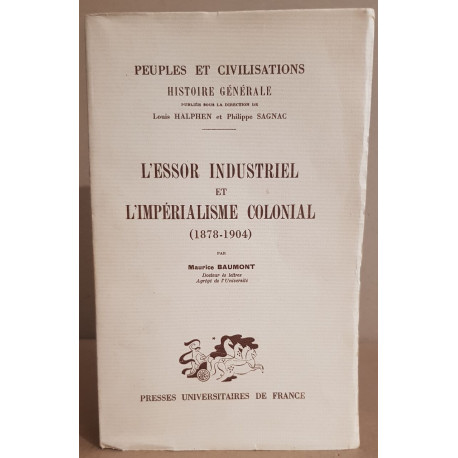 PEUPLES ET CIVILISATIONS
HISTOIRE GÉNÉRALE
PUBLIÉE SOUS LA DIRECTION DE
Louis HALPHEN et Philippe SAGNAC
L'ESSOR INDUSTRIEL
ET
L'IMPÉRIALISME COLONIAL
(1878-1904)
PAR
Maurice BAUMONT
Docteur ès lettres
Agrégé de l'Université
PRESSES UNIVERSITAIRES DE FRANCE